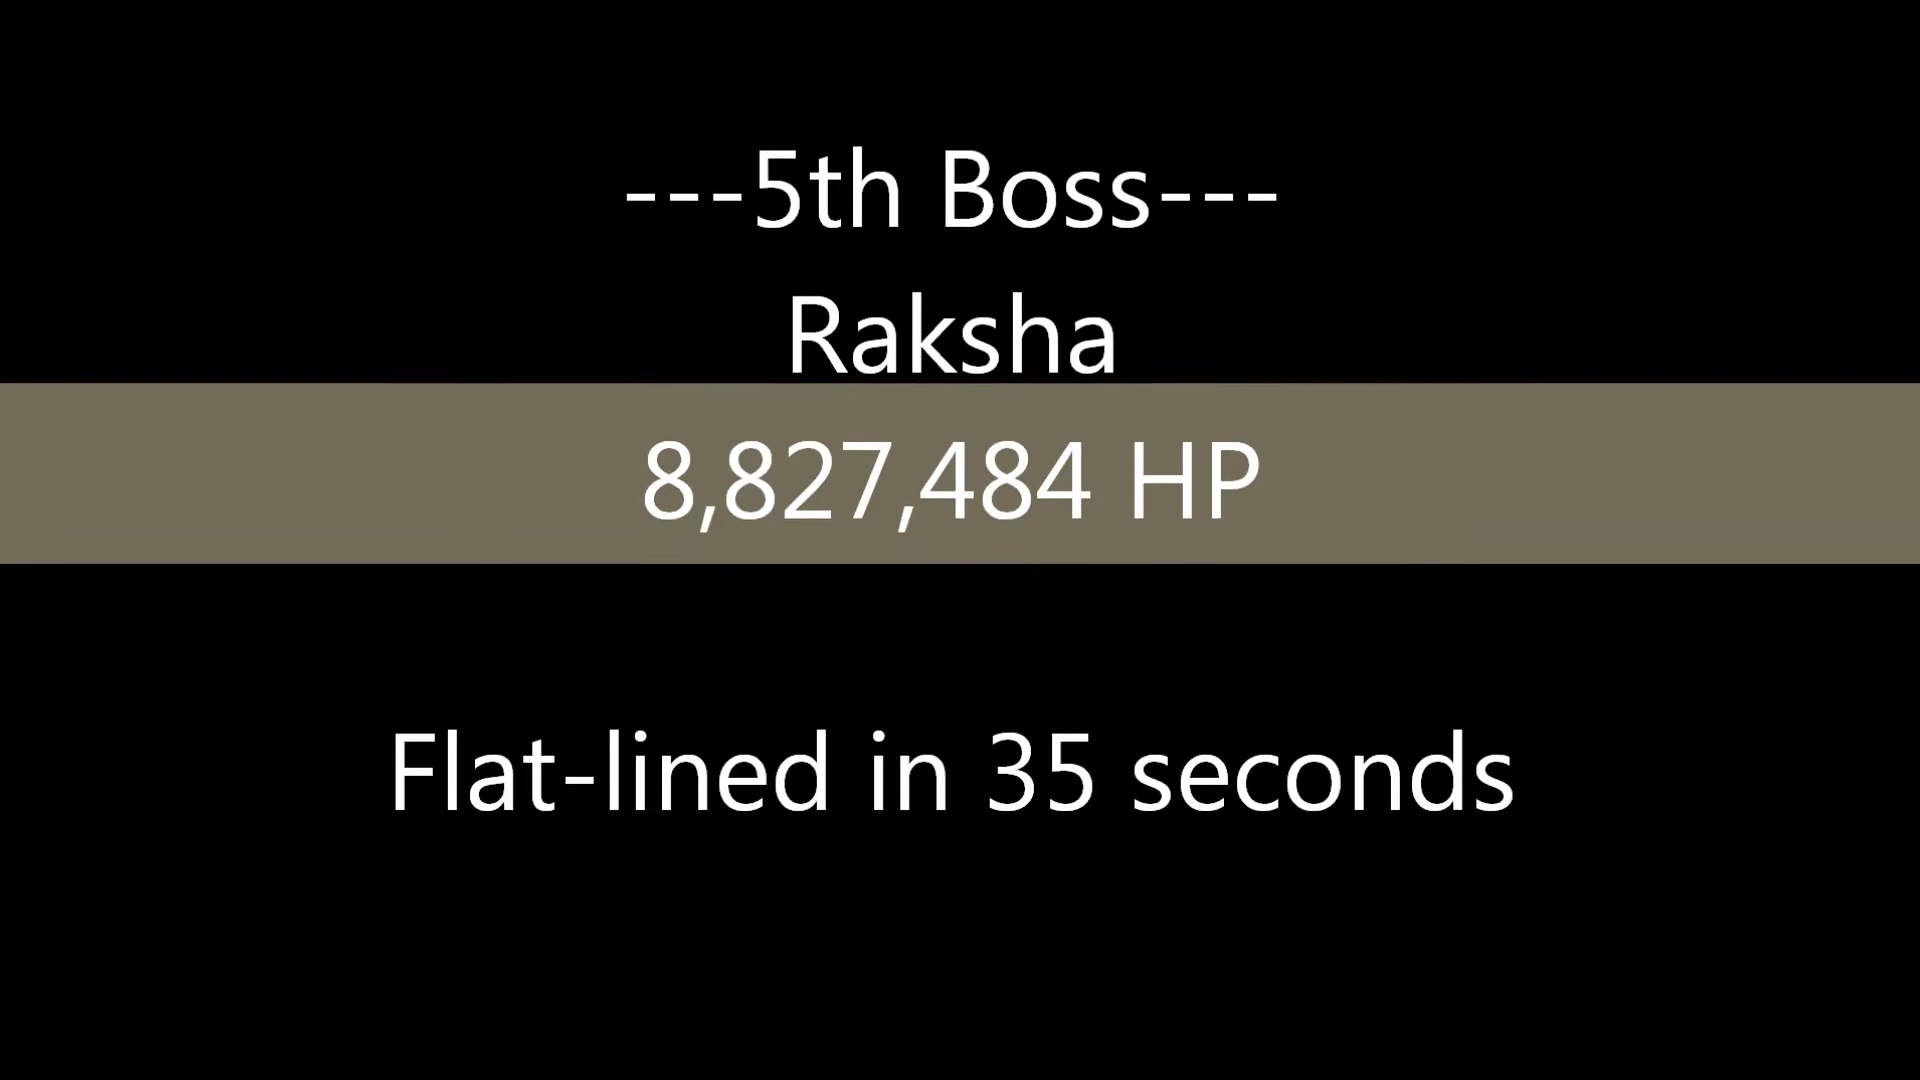 ---5th Boss---
Raksha
8,827,484 HP
Flat-lined in 35 seconds